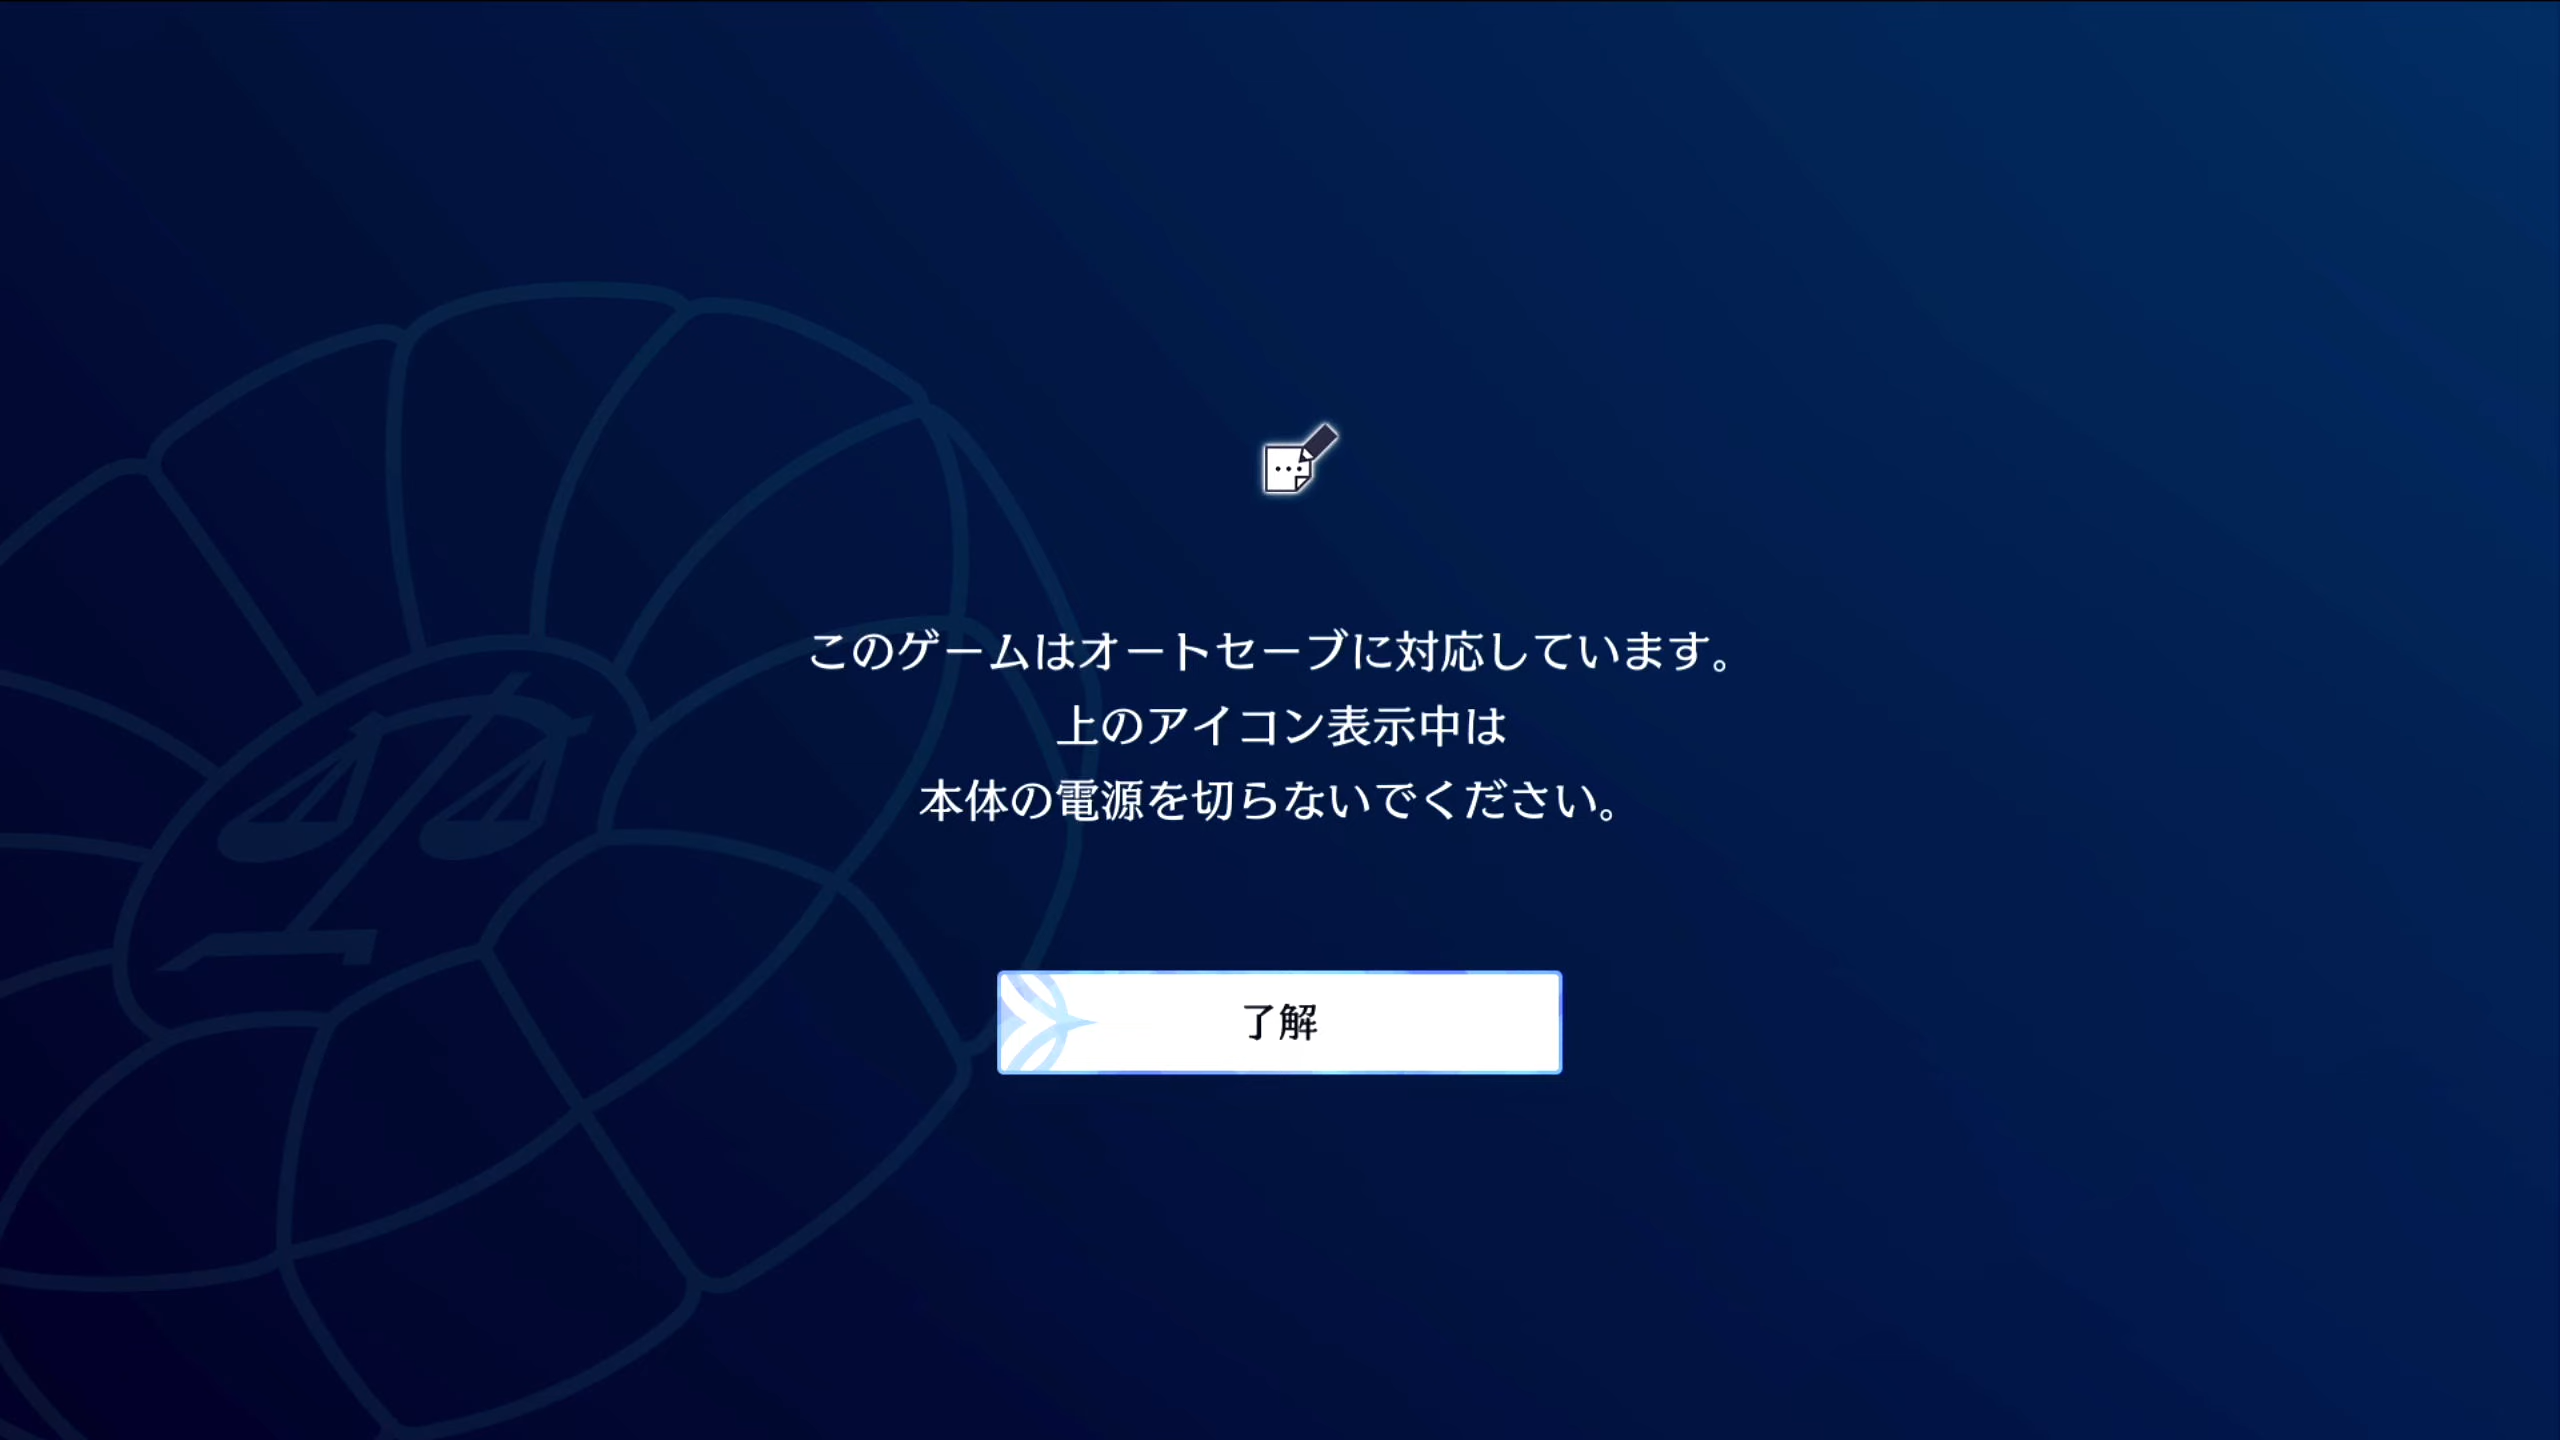 このゲームはオートセーブに対応しています。
上のアイコン表示中は
本体の電源を切らないでください。
了解